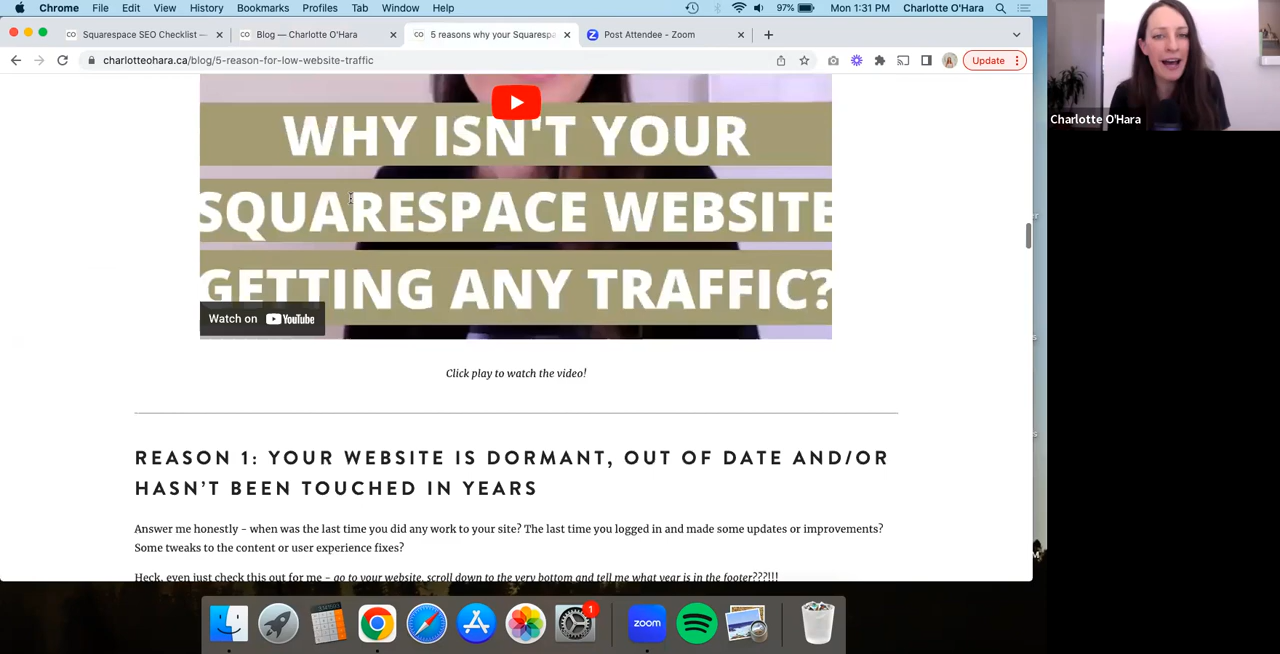 Chrome File Edit View History Bookmarks Profiles Tab Window Help 97% Mon 1:31 PM Charlotte O'Hara
CO Squarespace SEO Checklist — CO Blog — Charlotte O'Hara CO 5 reasons why your Squarespa Post Attendee - Zoom
charlotteohara.ca/blog/5-reason-for-low-website-traffic Update
Charlotte O'Hara
WHY ISN'T YOUR
SQUARESPACE WEBSITE
GETTING ANY TRAFFIC?
Watch on YouTube
Click play to watch the video!
REASON 1: YOUR WEBSITE IS DORMANT, OUT OF DATE AND/OR
HASN'T BEEN TOUCHED IN YEARS
Answer me honestly - when was the last time you did any work to your site? The last time you logged in and made some updates or improvements?
Some tweaks to the content or user experience fixes?
Heck, even just check this out for me - go to your website, scroll down to the very bottom and tell me what year is in the footer???!!!
1
zoom